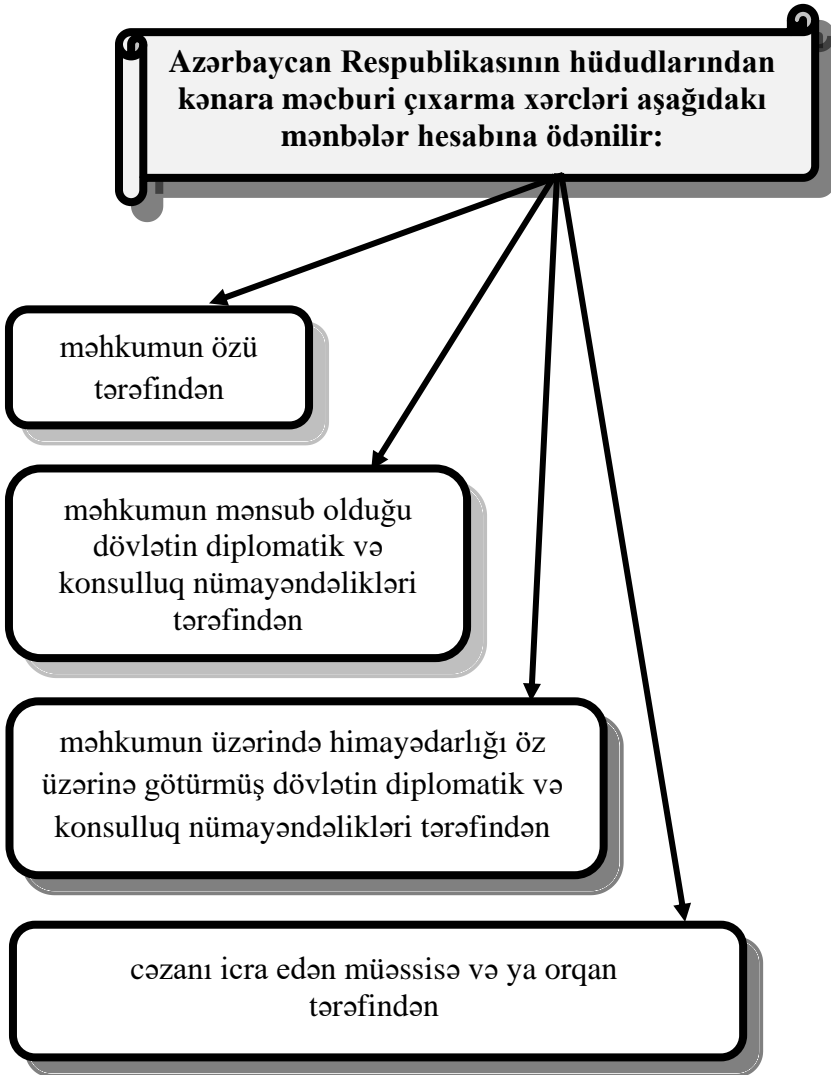 Azərbaycan Respublikasının hüdudlarından
kənara məcburi çıxarma xərcləri aşağıdakı
mənbələr hesabına ödənilir:
məhkumun özü
tərəfindən
məhkumun mənsub olduğu
dövlətin diplomatik və
konsulluq nümayəndəlikləri
tərəfindən
məhkumun üzərində himayədarlığı öz
üzərinə götürmüş dövlətin diplomatik və
konsulluq nümayəndəlikləri tərəfindən
cəzanı icra edən müəssisə və ya orqan
tərəfindən